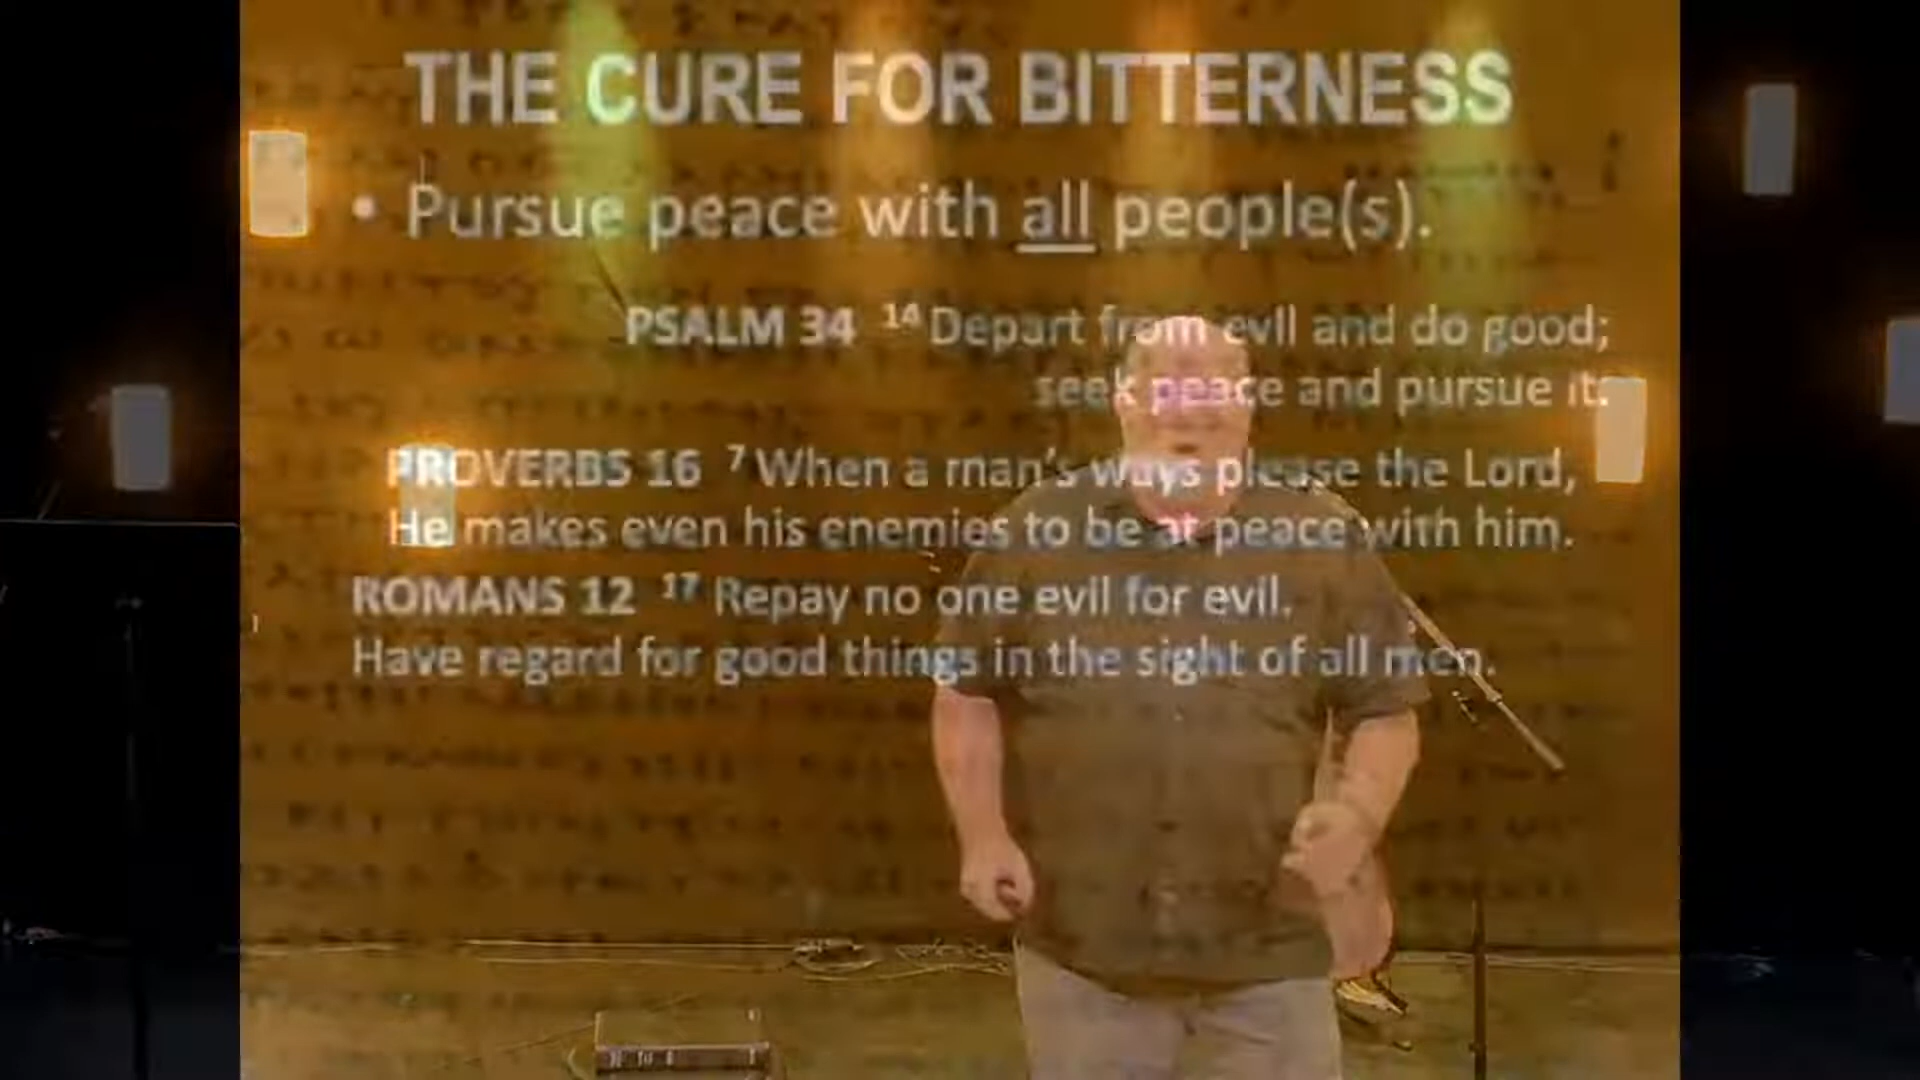 THE CURE FOR BITTERNESS
• Pursue peace with all people(s).
PSALM 34 ¹⁴ Depart from evil and do good;
seek peace and pursue it.
PROVERBS 16 ⁷ When a man's ways please the Lord,
He makes even his enemies to be at peace with him.
ROMANS 12 ¹⁷ Repay no one evil for evil.
Have regard for good things in the sight of all men.